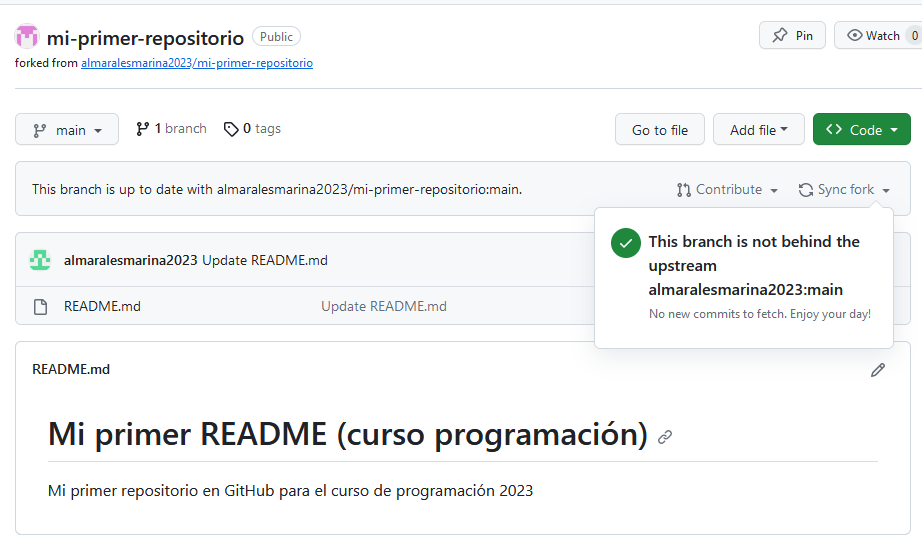 mi-primer-repositorio Public Pin Watch 0
forked from almaralesmarina2023/mi-primer-repositorio
main 1 branch 0 tags Go to file Add file Code
This branch is up to date with almaralesmarina2023/mi-primer-repositorio:main. Contribute Sync fork
This branch is not behind the
upstream
almaralesmarina2023:main
No new commits to fetch. Enjoy your day!
almaralesmarina2023 Update README.md
README.md Update README.md
README.md
Mi primer README (curso programación)
Mi primer repositorio en GitHub para el curso de programación 2023